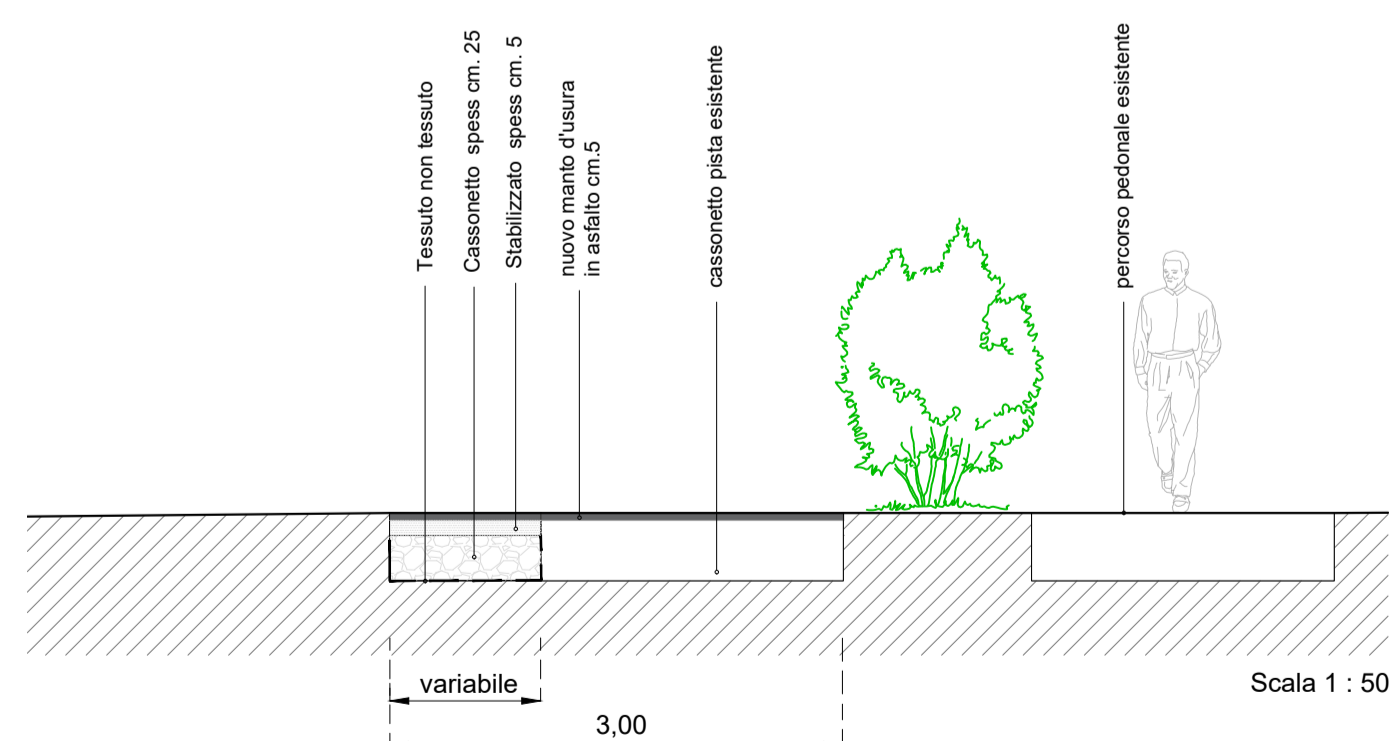 Tessuto non tessuto
Cassonetto spess cm. 25
Stabilizzato spess cm. 5
nuovo manto d'usura
in asfalto cm.5
cassonetto pista esistente
percorso pedonale esistente
variabile
Scala 1 : 50
3,00